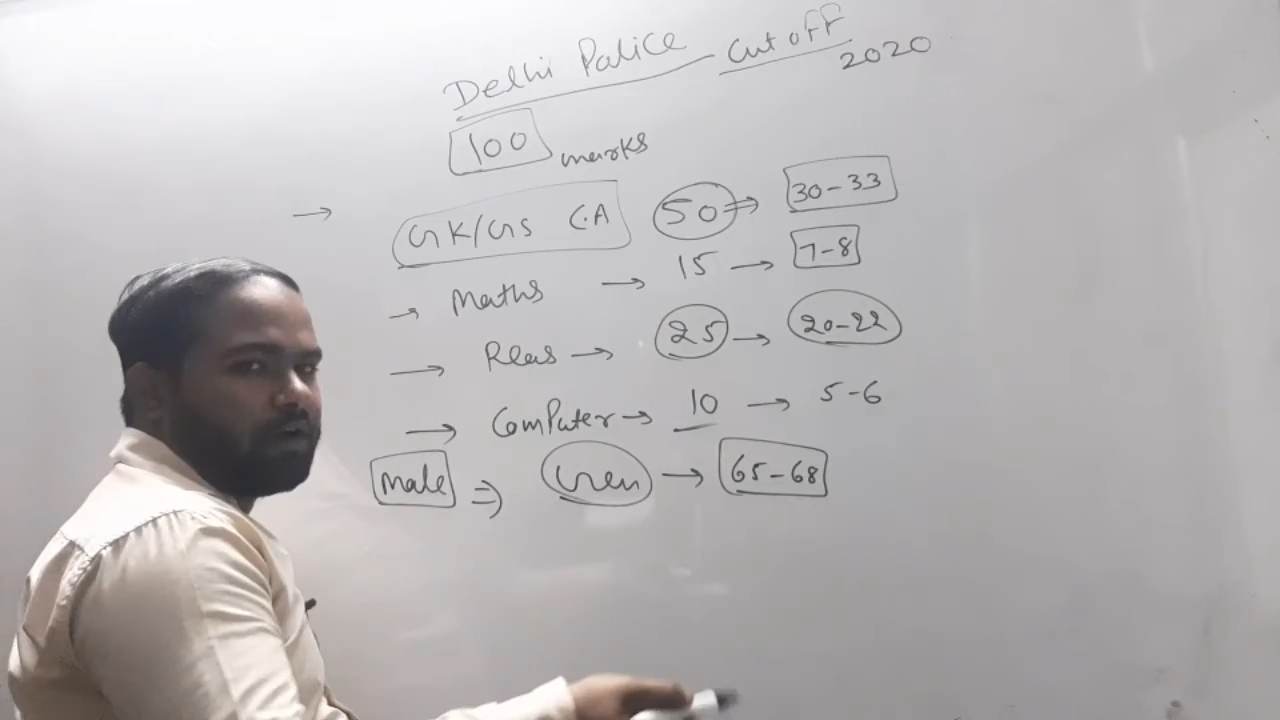 Delhi Police Cut off 2020
100 marks
→ GK/GS C.A 50 ⇒ 30-33
→ Maths → 15 → 7-8
→ Reas → 25 → 20-22
→ Computer → 10 → 5-6
male ⇒ Gen → 65-68